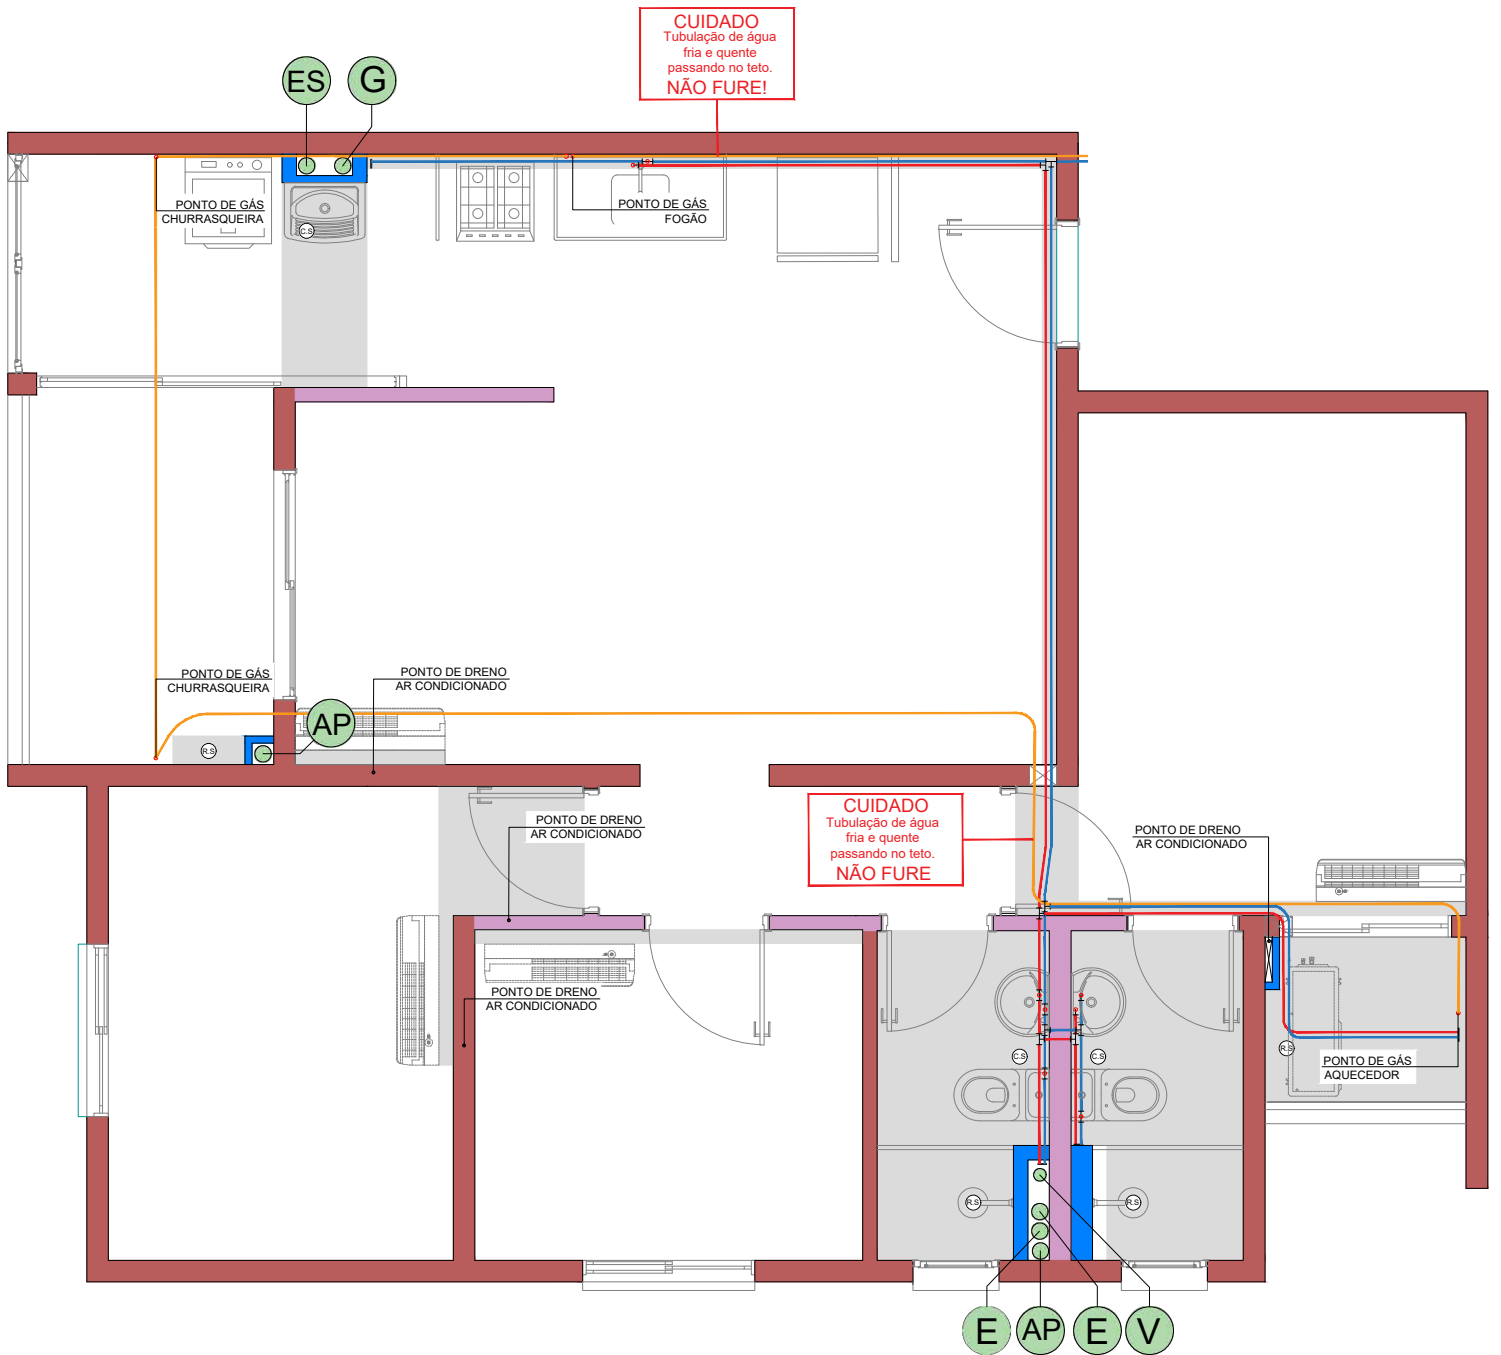 CUIDADO
Tubulação de água
fria e quente
passando no teto.
NÃO FURE!
ES
G
PONTO DE GÁS
CHURRASQUEIRA
C.S
PONTO DE GÁS
FOGÃO
PONTO DE GÁS
CHURRASQUEIRA
PONTO DE DRENO
AR CONDICIONADO
AP
R.S
CUIDADO
Tubulação de água
fria e quente
passando no teto.
NÃO FURE
PONTO DE DRENO
AR CONDICIONADO
PONTO DE DRENO
AR CONDICIONADO
PONTO DE DRENO
AR CONDICIONADO
C.S
C.S
R.S
PONTO DE GÁS
AQUECEDOR
R.S
R.S
E
AP
E
V